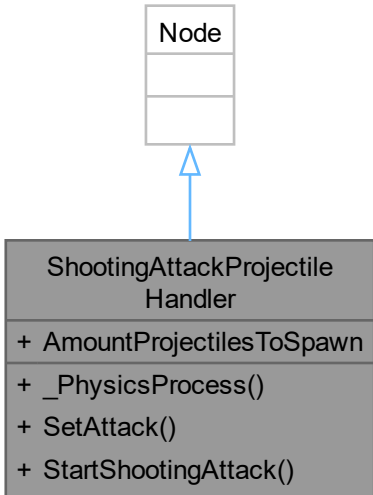 Node
ShootingAttackProjectile
Handler
+ AmountProjectilesToSpawn
+ _PhysicsProcess()
+ SetAttack()
+ StartShootingAttack()